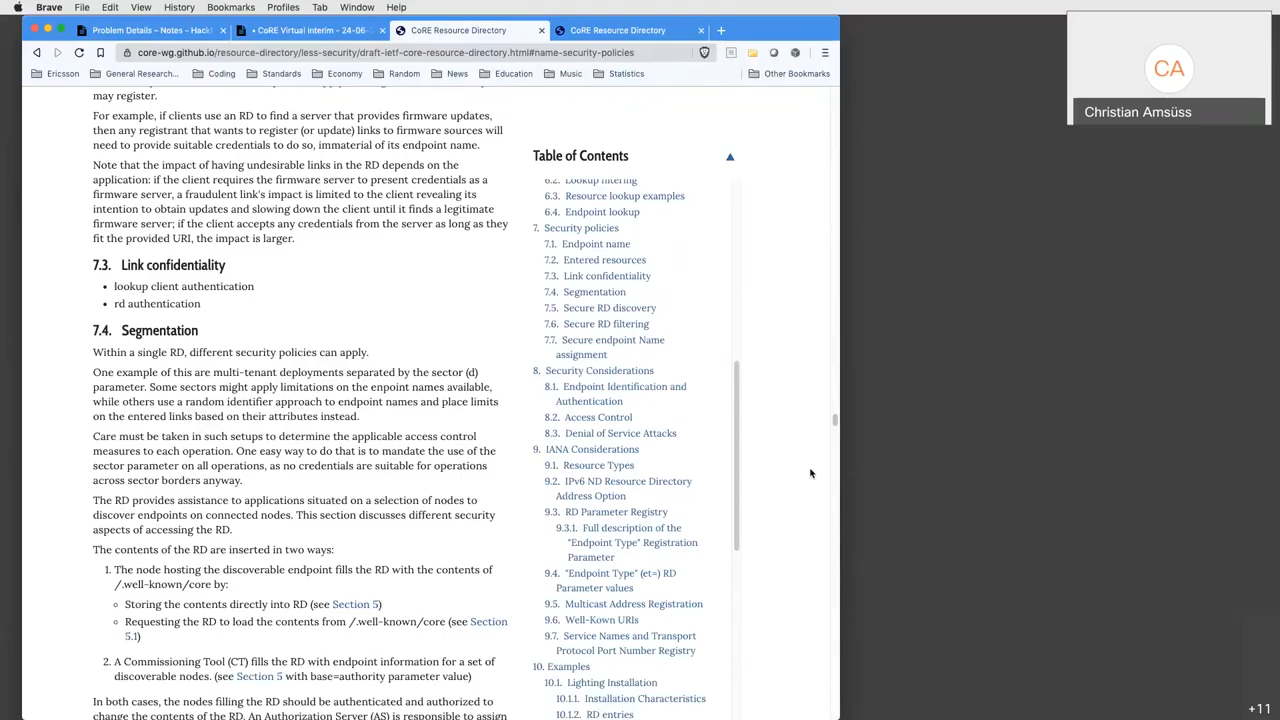 Brave File Edit View History Bookmarks Profiles Tab Window Help
Problem Details – Notes - Hack
• CoRE Virtual interim – 24-06-
CoRE Resource Directory
CoRE Resource Directory
core-wg.github.io/resource-directory/less-security/draft-ietf-core-resource-directory.html#name-security-policies
Ericsson General Research... Coding Standards Economy Random News Education Music Statistics Other Bookmarks
may register.
For example, if clients use an RD to find a server that provides firmware updates,
then any registrant that wants to register (or update) links to firmware sources will
need to provide suitable credentials to do so, immaterial of its endpoint name.
Note that the impact of having undesirable links in the RD depends on the
application: if the client requires the firmware server to present credentials as a
firmware server, a fraudulent link's impact is limited to the client revealing its
intention to obtain updates and slowing down the client until it finds a legitimate
firmware server; if the client accepts any credentials from the server as long as they
fit the provided URI, the impact is larger.
7.3. Link confidentiality
• lookup client authentication
• rd authentication
7.4. Segmentation
Within a single RD, different security policies can apply.
One example of this are multi-tenant deployments separated by the sector (d)
parameter. Some sectors might apply limitations on the enpoint names available,
while others use a random identifier approach to endpoint names and place limits
on the entered links based on their attributes instead.
Care must be taken in such setups to determine the applicable access control
measures to each operation. One easy way to do that is to mandate the use of the
sector parameter on all operations, as no credentials are suitable for operations
across sector borders anyway.
The RD provides assistance to applications situated on a selection of nodes to
discover endpoints on connected nodes. This section discusses different security
aspects of accessing the RD.
The contents of the RD are inserted in two ways:
1. The node hosting the discoverable endpoint fills the RD with the contents of
/.well-known/core by:
◦ Storing the contents directly into RD (see Section 5)
◦ Requesting the RD to load the contents from /.well-known/core (see Section
5.1)
2. A Commissioning Tool (CT) fills the RD with endpoint information for a set of
discoverable nodes. (see Section 5 with base=authority parameter value)
In both cases, the nodes filling the RD should be authenticated and authorized to
change the contents of the RD. An Authorization Server (AS) is responsible to assign
Table of Contents
6.2. Lookup filtering
6.3. Resource lookup examples
6.4. Endpoint lookup
7. Security policies
7.1. Endpoint name
7.2. Entered resources
7.3. Link confidentiality
7.4. Segmentation
7.5. Secure RD discovery
7.6. Secure RD filtering
7.7. Secure endpoint Name
assignment
8. Security Considerations
8.1. Endpoint Identification and
Authentication
8.2. Access Control
8.3. Denial of Service Attacks
9. IANA Considerations
9.1. Resource Types
9.2. IPv6 ND Resource Directory
Address Option
9.3. RD Parameter Registry
9.3.1. Full description of the
"Endpoint Type" Registration
Parameter
9.4. "Endpoint Type" (et=) RD
Parameter values
9.5. Multicast Address Registration
9.6. Well-Kown URIs
9.7. Service Names and Transport
Protocol Port Number Registry
10. Examples
10.1. Lighting Installation
10.1.1. Installation Characteristics
10.1.2. RD entries
CA
Christian Amsüss
+11